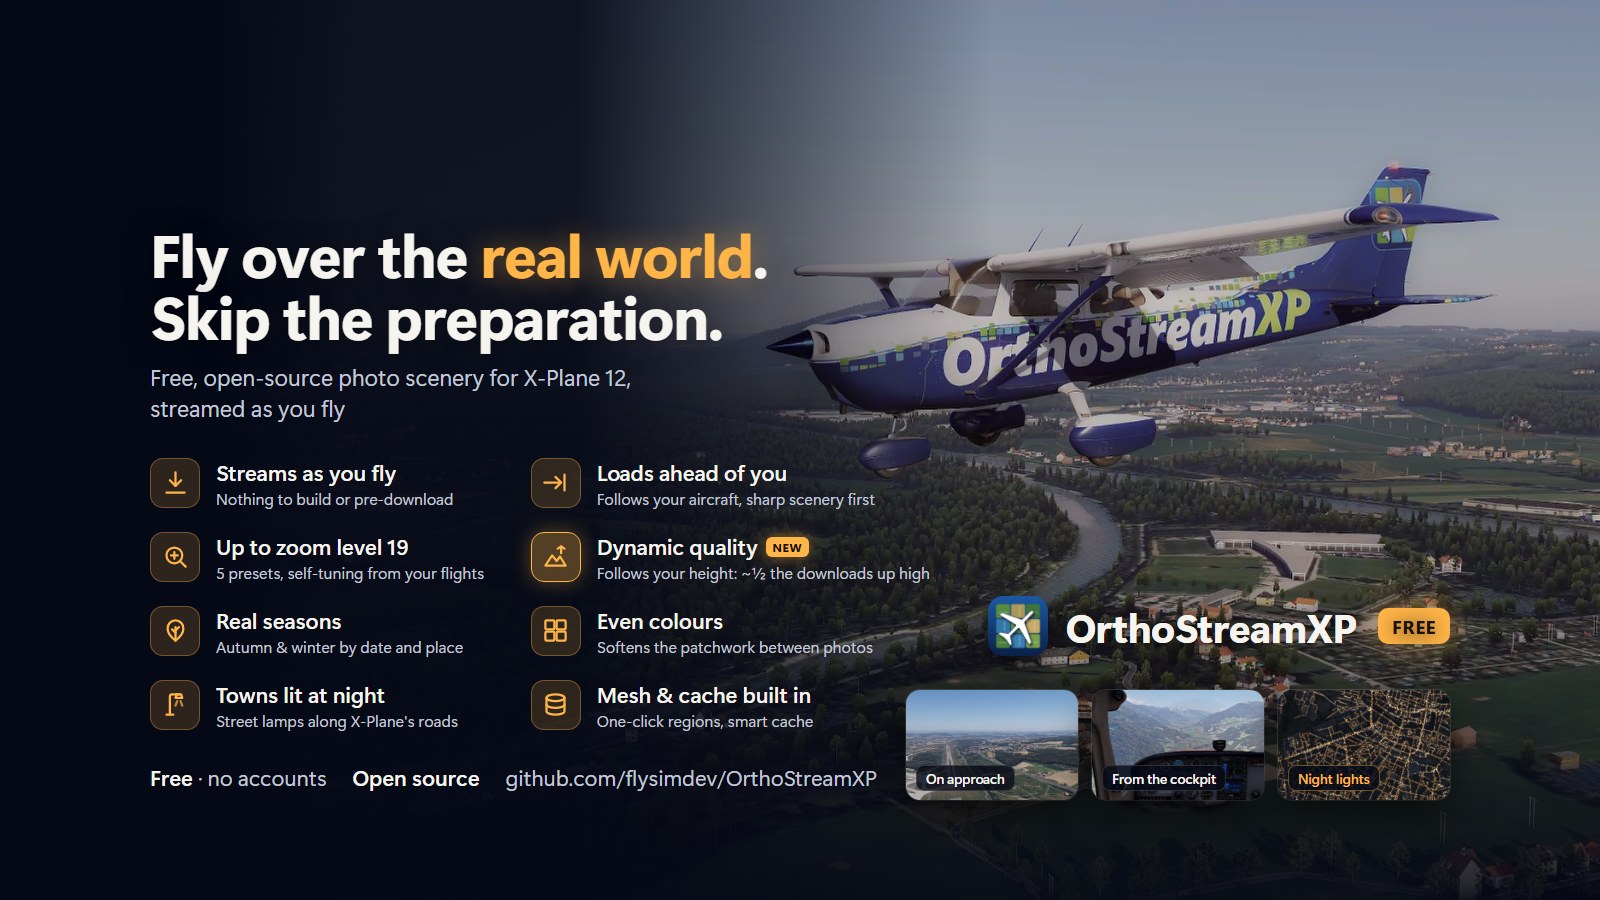 Fly over the real world.
Skip the preparation.
Free, open-source photo scenery for X-Plane 12,
streamed as you fly
Streams as you fly
Nothing to build or pre-download
Loads ahead of you
Follows your aircraft, sharp scenery first
Up to zoom level 19
5 presets, self-tuning from your flights
Dynamic quality NEW
Follows your height: ~½ the downloads up high
Real seasons
Autumn & winter by date and place
Even colours
Softens the patchwork between photos
Towns lit at night
Street lamps along X-Plane's roads
Mesh & cache built in
One-click regions, smart cache
Free · no accounts Open source github.com/flysimdev/OrthoStreamXP
OrthoStreamXP
OrthoStreamXP FREE
On approach
From the cockpit
Night lights